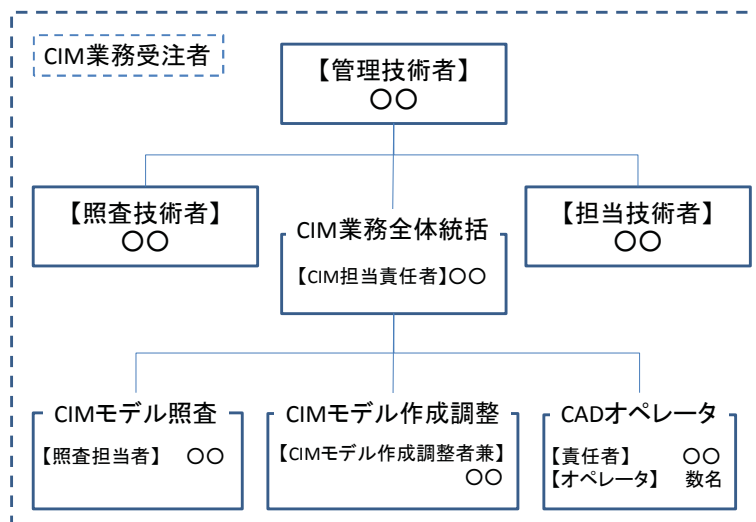 CIM業務受注者
【管理技術者】
〇〇
【照査技術者】
〇〇
CIM業務全体統括
【CIM担当責任者】〇〇
【担当技術者】
〇〇
CIMモデル照査
【照査担当者】 〇〇
CIMモデル作成調整
【CIMモデル作成調整者兼】
〇〇
CADオペレータ
【責任者】 〇〇
【オペレータ】 数名